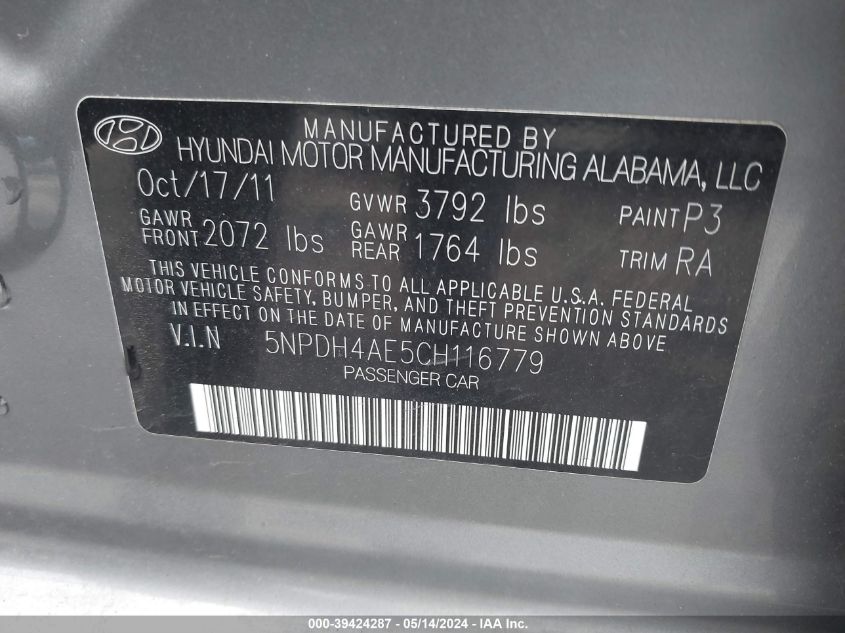 MANUFACTURED BY
HYUNDAI MOTOR MANUFACTURING ALABAMA, LLC
Oct/17/11 GVWR 3792 lbs PAINT P3
GAWR FRONT 2072 lbs GAWR REAR 1764 lbs TRIM RA
THIS VEHICLE CONFORMS TO ALL APPLICABLE U.S.A. FEDERAL
MOTOR VEHICLE SAFETY, BUMPER, AND THEFT PREVENTION STANDARDS
IN EFFECT ON THE DATE OF MANUFACTURE SHOWN ABOVE
V.I.N 5NPDH4AE5CH116779
PASSENGER CAR
000-39424287 - 05/14/2024 - IAA Inc.